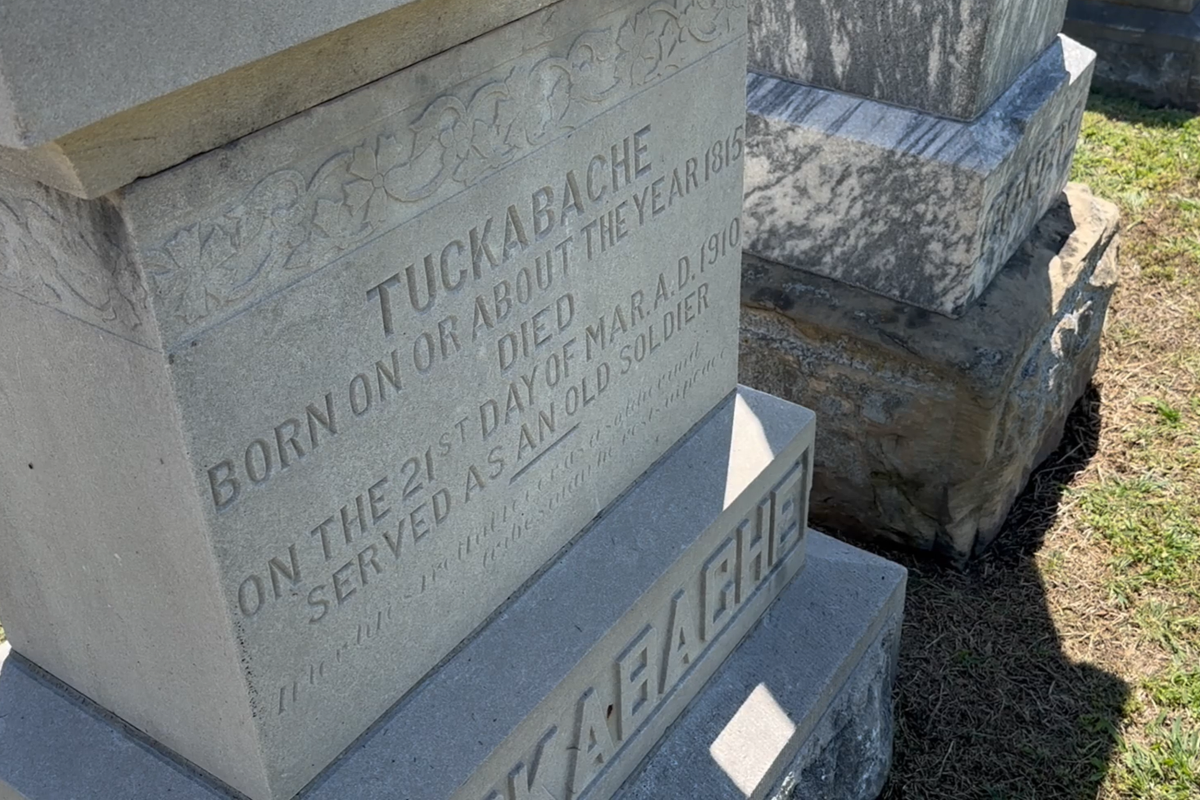 TUCKABACHE
BORN ON OR ABOUT THE YEAR 1815
DIED
ON THE 21ST DAY OF MAR. A.D. 1910
SERVED AS AN OLD SOLDIER
KABACHE